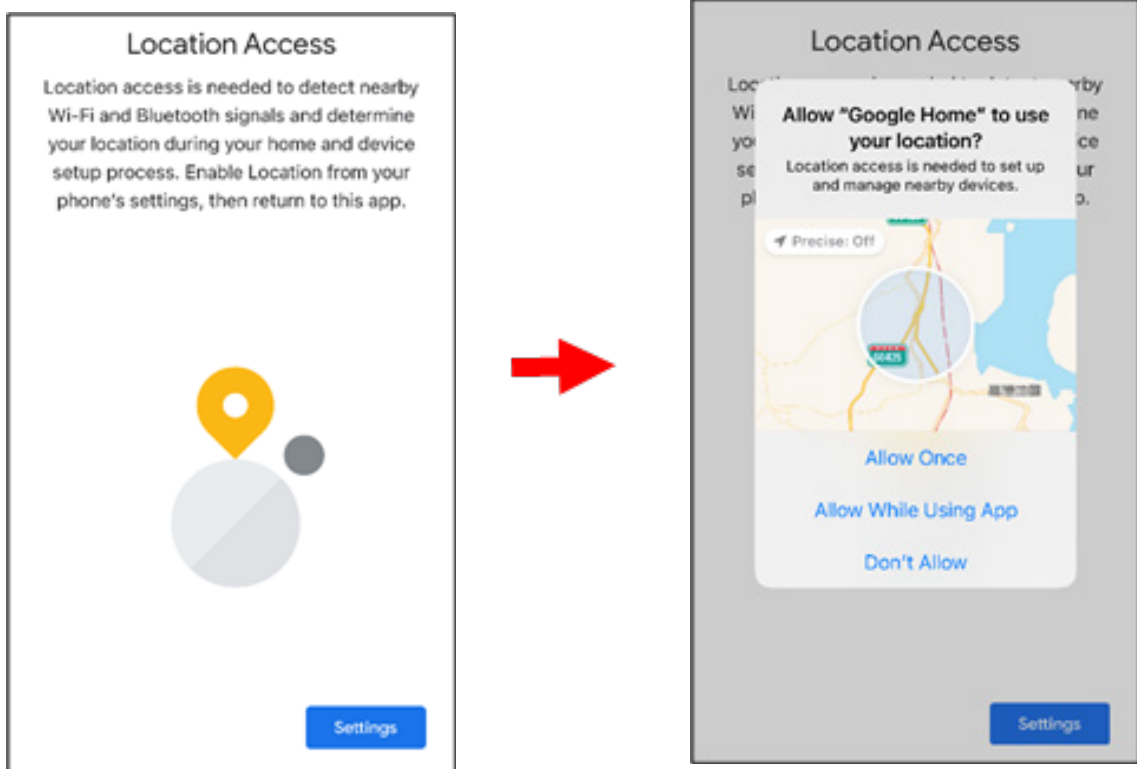 Location Access
Location access is needed to detect nearby
Wi-Fi and Bluetooth signals and determine
your location during your home and device
setup process. Enable Location from your
phone's settings, then return to this app.
Settings
Location Access
Allow "Google Home" to use
your location?
Location access is needed to set up
and manage nearby devices.
Precise: Off
Allow Once
Allow While Using App
Don't Allow
Settings